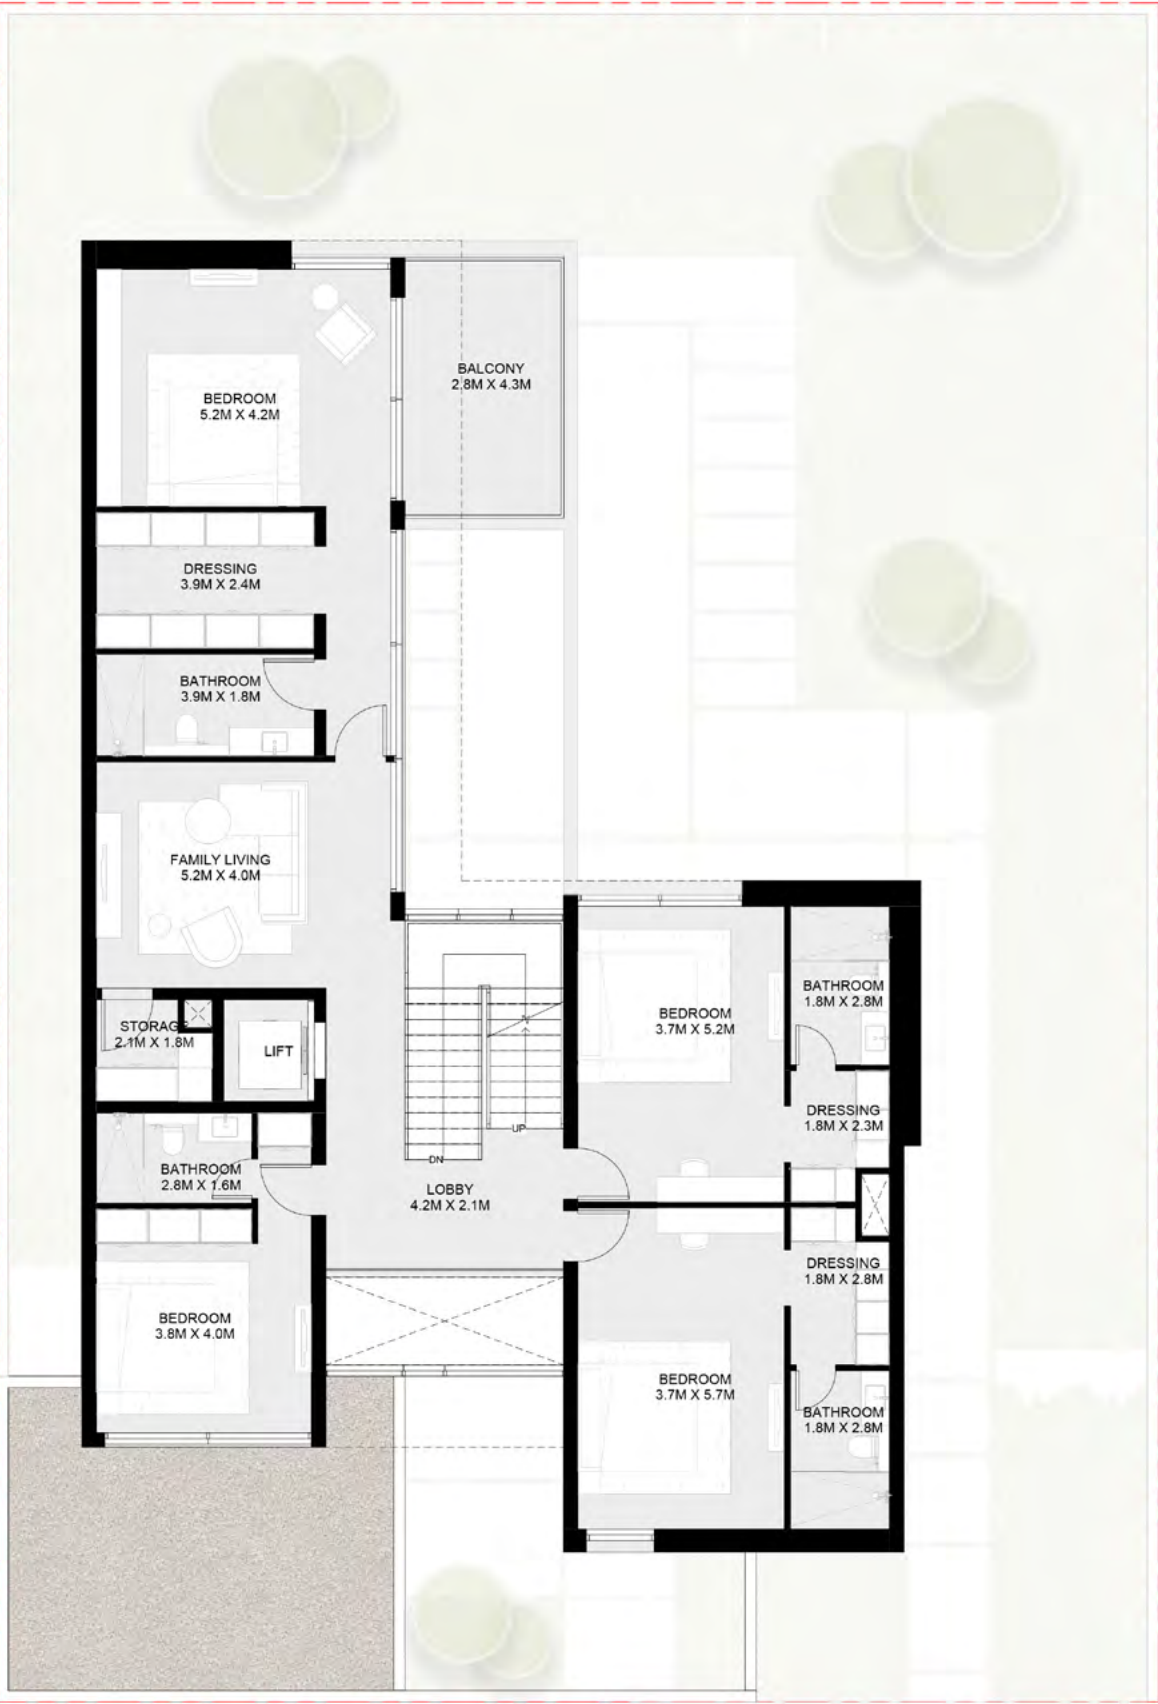 BALCONY
2.8M X 4.3M
BEDROOM
5.2M X 4.2M
DRESSING
3.9M X 2.4M
BATHROOM
3.9M X 1.8M
FAMILY LIVING
5.2M X 4.0M
STORAGE
2.1M X 1.8M
LIFT
BEDROOM
3.7M X 5.2M
BATHROOM
1.8M X 2.8M
DRESSING
1.8M X 2.3M
UP
DN
BATHROOM
2.8M X 1.6M
LOBBY
4.2M X 2.1M
DRESSING
1.8M X 2.8M
BEDROOM
3.8M X 4.0M
BEDROOM
3.7M X 5.7M
BATHROOM
1.8M X 2.8M